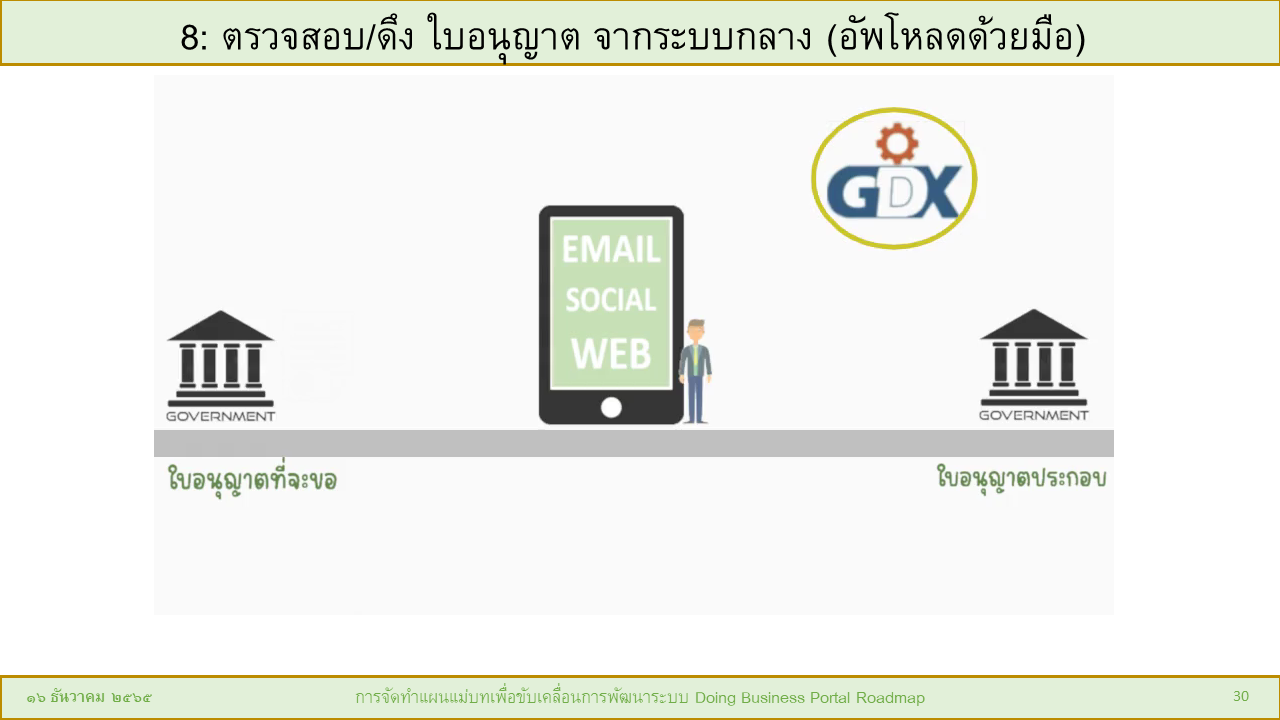 8: ตรวจสอบ/ดึง ใบอนุญาต จากระบบกลาง (อัพโหลดด้วยมือ)
GDX
EMAIL
SOCIAL
WEB
GOVERNMENT
GOVERNMENT
ใบอนุญาตที่จะขอ
ใบอนุญาตประกอบ
๑๖ ธันวาคม ๒๕๖๕
การจัดทำแผนแม่บทเพื่อขับเคลื่อนการพัฒนาระบบ Doing Business Portal Roadmap
30